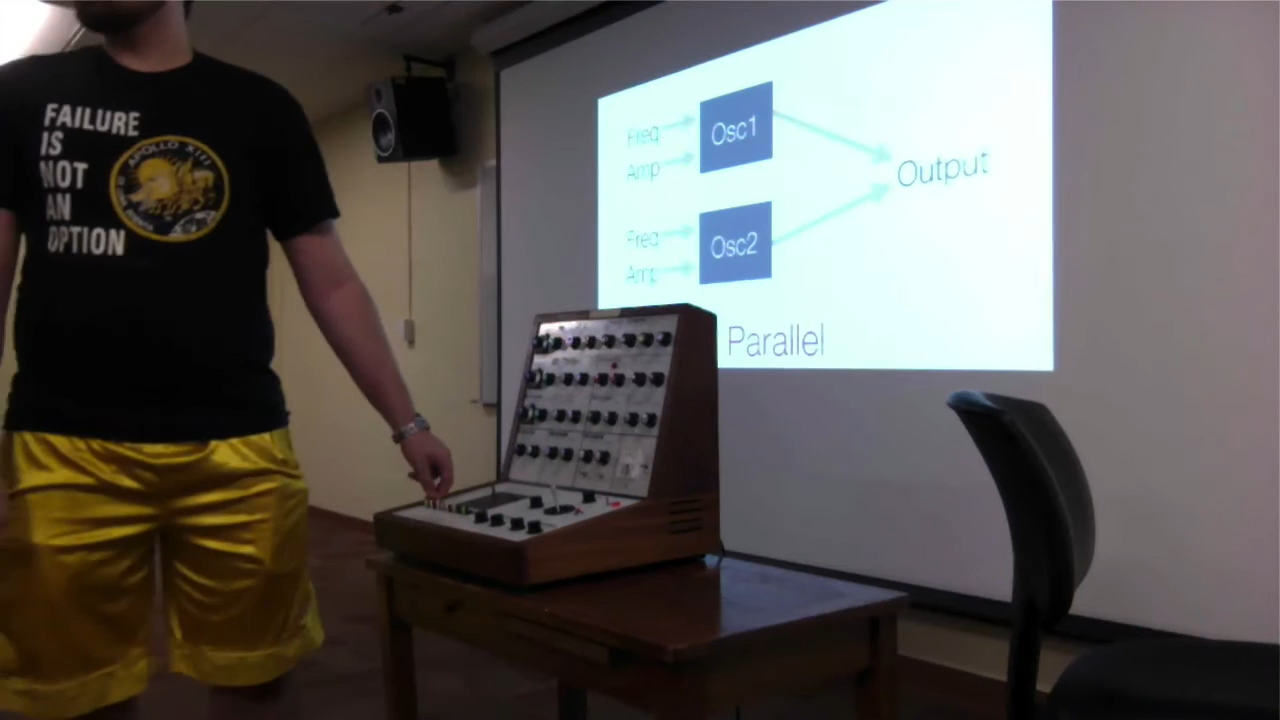 FAILURE
IS
NOT
AN
OPTION
APOLLO XIII
Freq
Amp
Osc1
Output
Freq
Amp
Osc2
Parallel